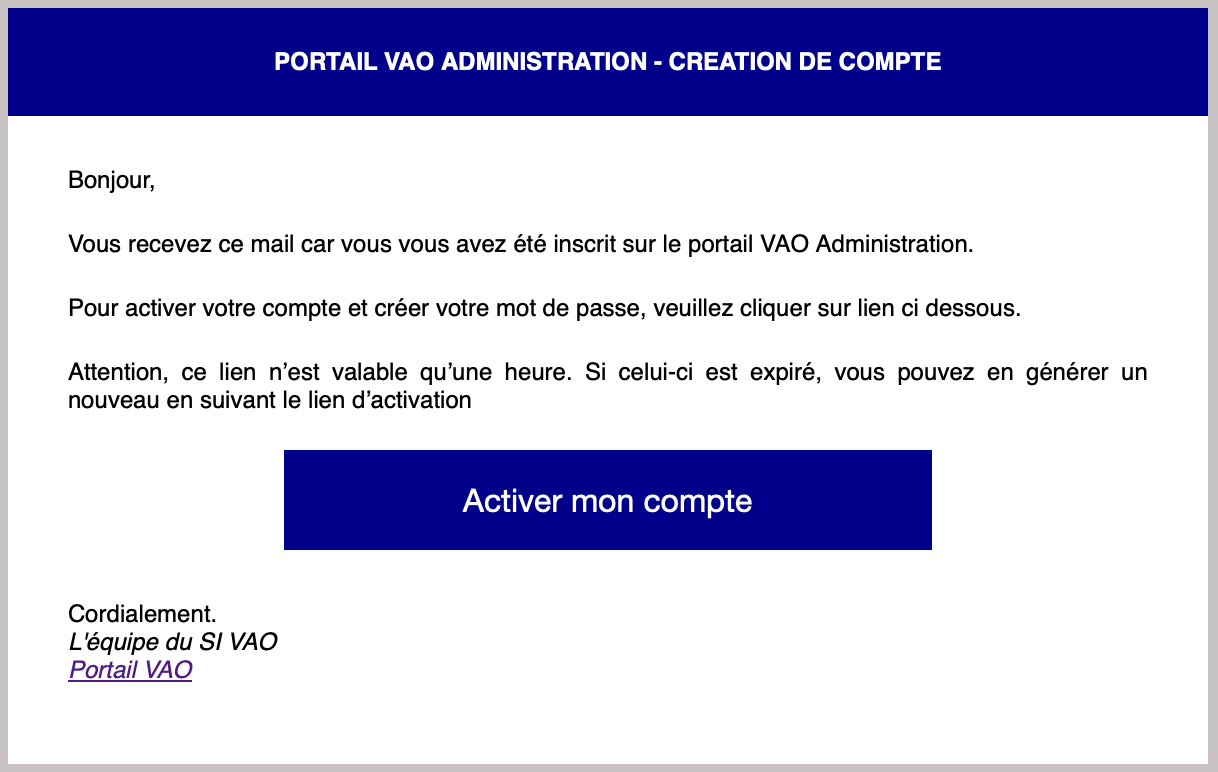 PORTAIL VAO ADMINISTRATION - CREATION DE COMPTE
Bonjour,
Vous recevez ce mail car vous vous avez été inscrit sur le portail VAO Administration.
Pour activer votre compte et créer votre mot de passe, veuillez cliquer sur lien ci dessous.
Attention, ce lien n’est valable qu’une heure. Si celui-ci est expiré, vous pouvez en générer un
nouveau en suivant le lien d’activation
Activer mon compte
Cordialement.
L'équipe du SI VAO
Portail VAO